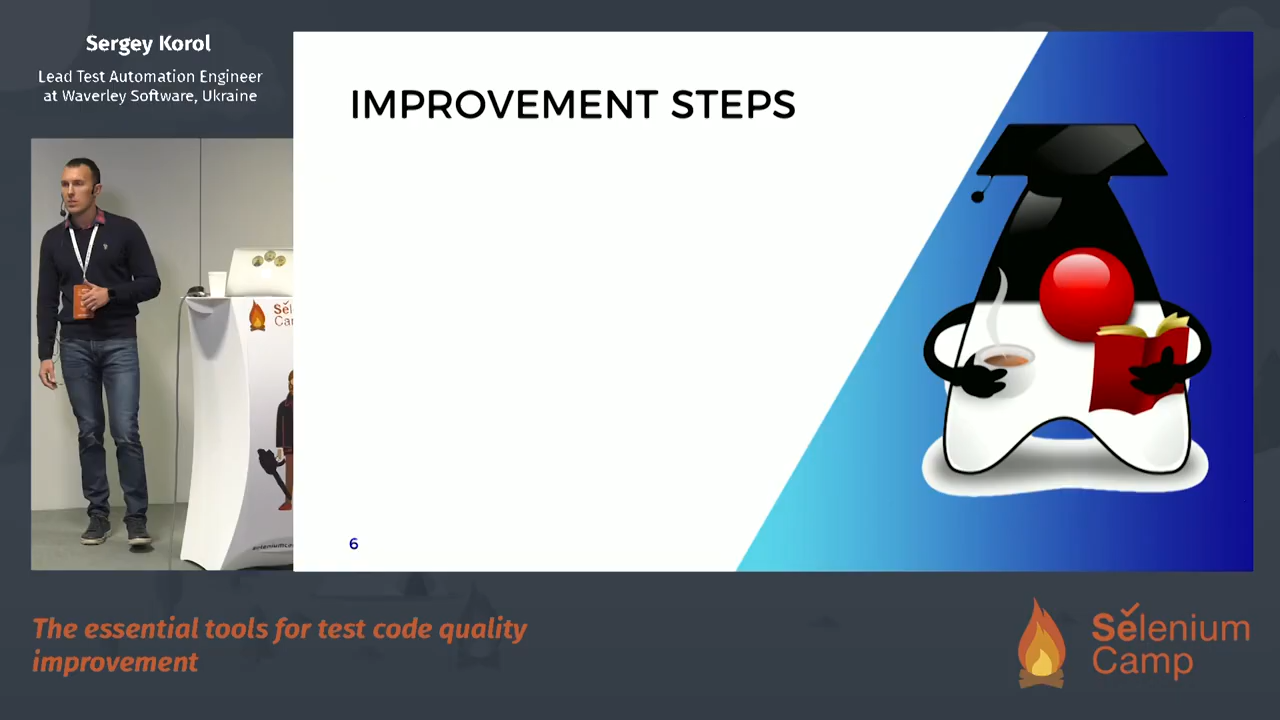 Sergey Korol
Lead Test Automation Engineer
at Waverley Software, Ukraine
IMPROVEMENT STEPS
6
The essential tools for test code quality
improvement
Selenium
Camp